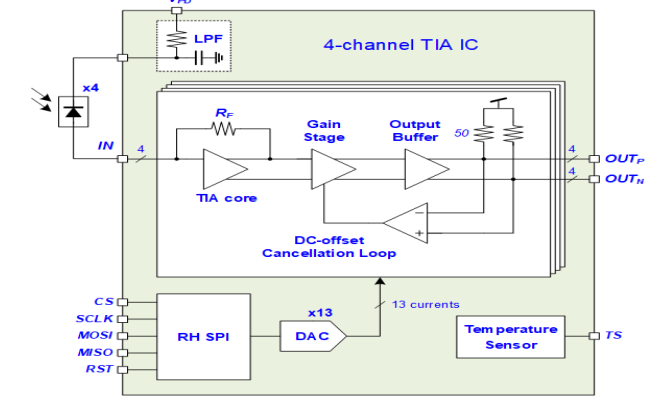 LPF
4-channel TIA IC
x4
RF
Gain
Stage
Output
Buffer
50
IN
4
4
OUTP
4
OUTN
TIA core
DC-offset
Cancellation Loop
CS
SCLK
MOSI
MISO
RST
RH SPI
x13
DAC
13 currents
Temperature
Sensor
TS